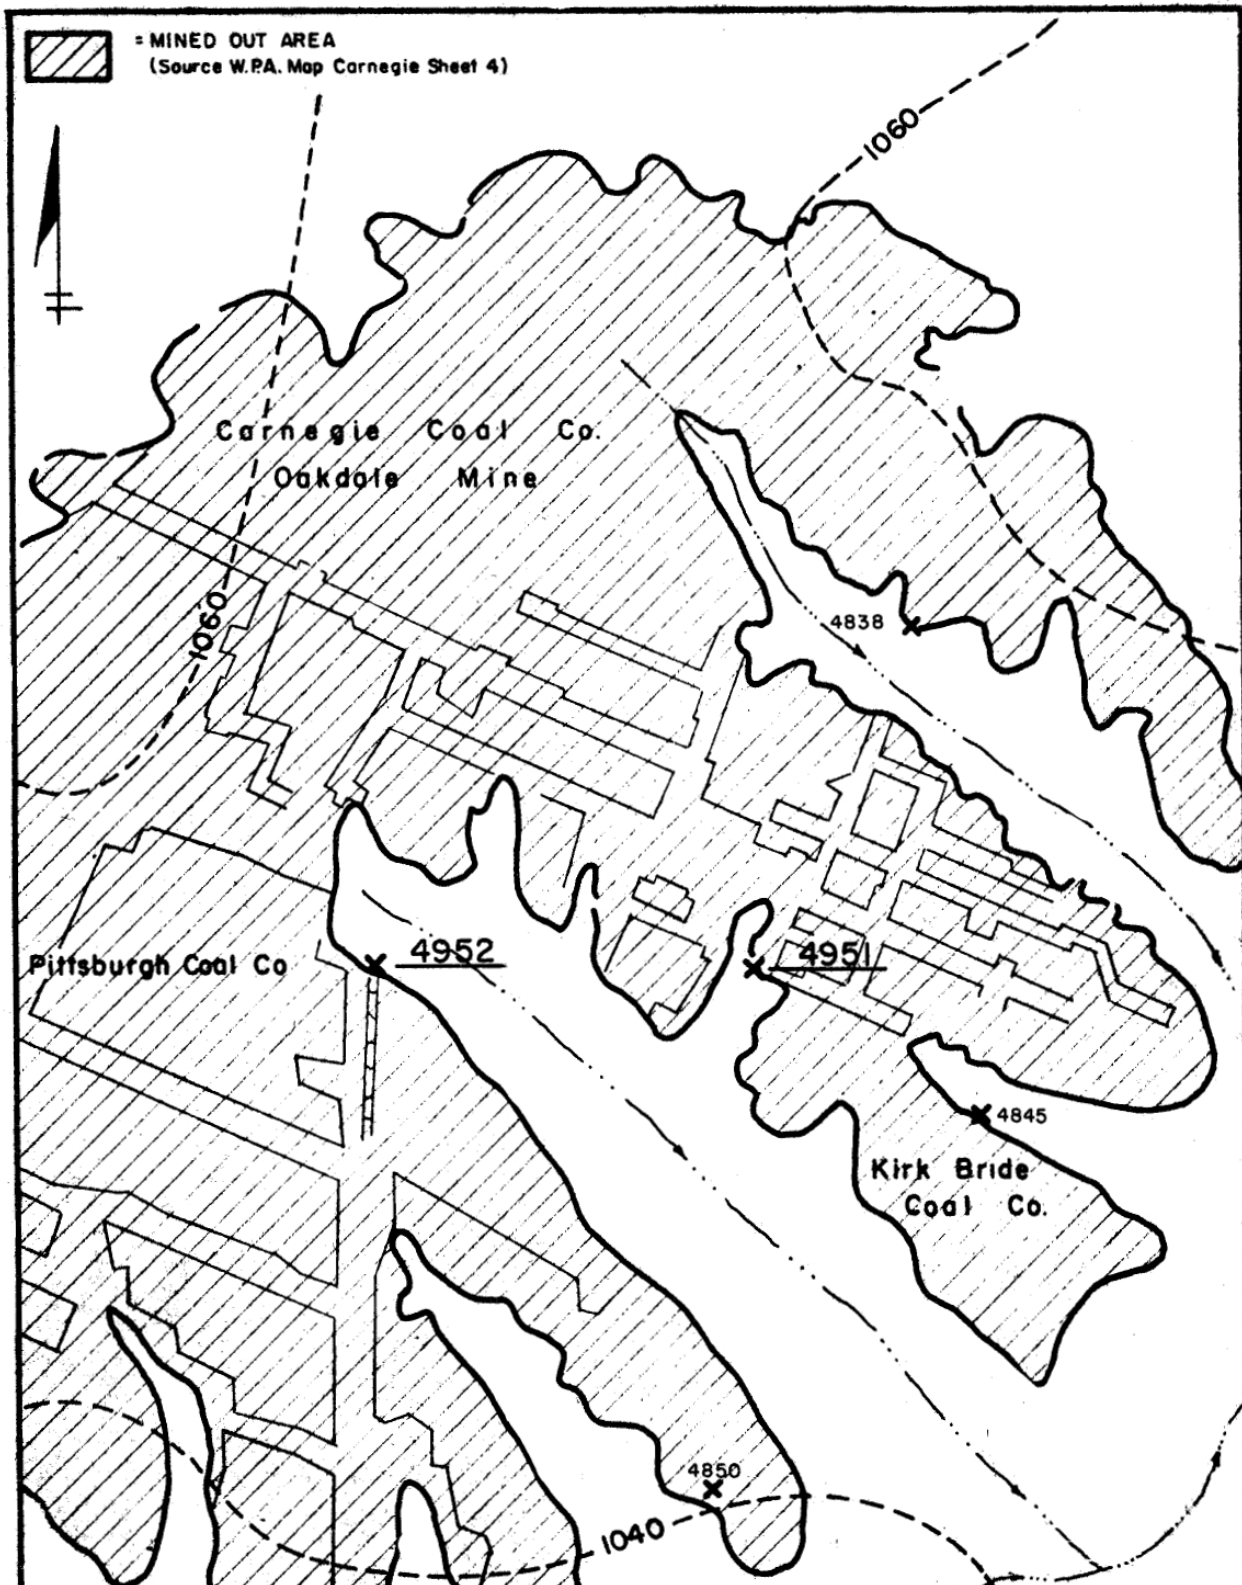 = MINED OUT AREA
(Source W.P.A. Map Carnegie Sheet 4)
1060
Carnegie Coal Co.
Oakdale Mine
1060
4838
Pittsburgh Coal Co
4952
4951
4845
Kirk Bride
Coal Co.
4850
1040